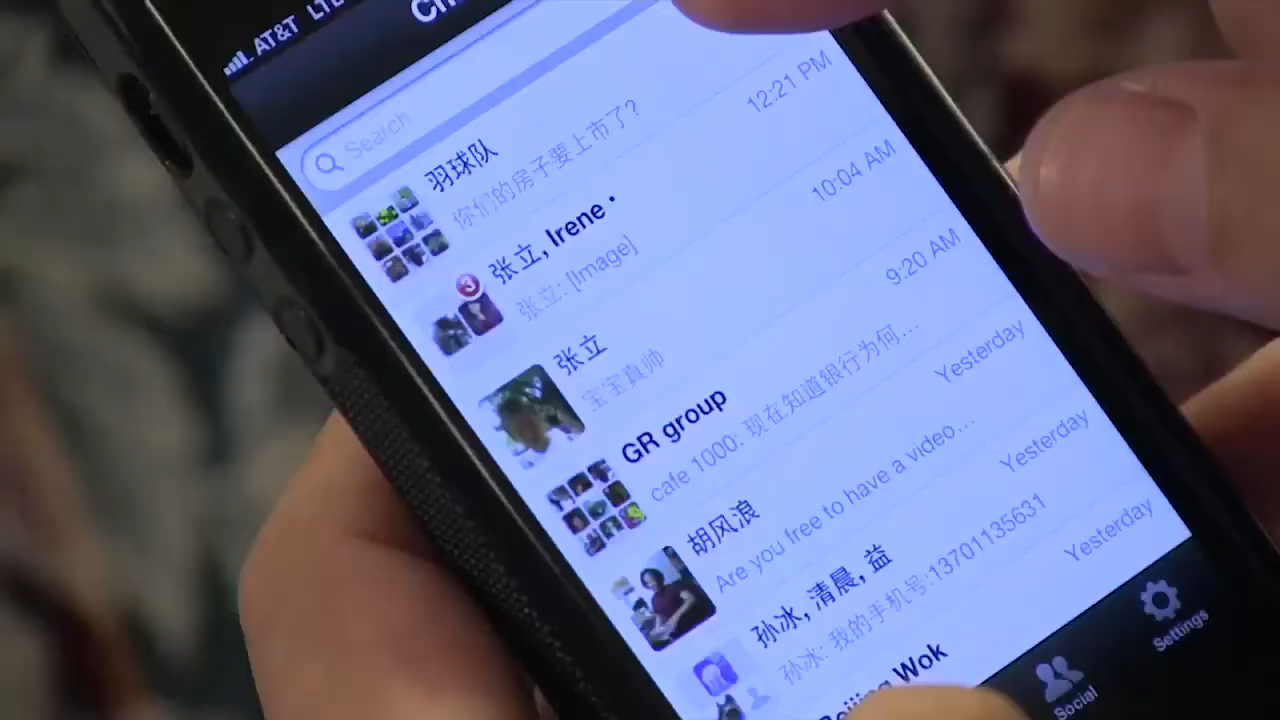 AT&T LTE
Search
羽球队
12:21 PM
你们的房子要上市了?
张立, Irene
10:04 AM
3
张立: [Image]
张立
9:20 AM
宝宝真帅
GR group
Yesterday
cafe 1000: 现在知道银行为何...
胡风浪
Yesterday
Are you free to have a video...
孙冰, 清晨, 益
Yesterday
孙冰: 我的手机号:13701135631
Beijing Wok
Social
Settings